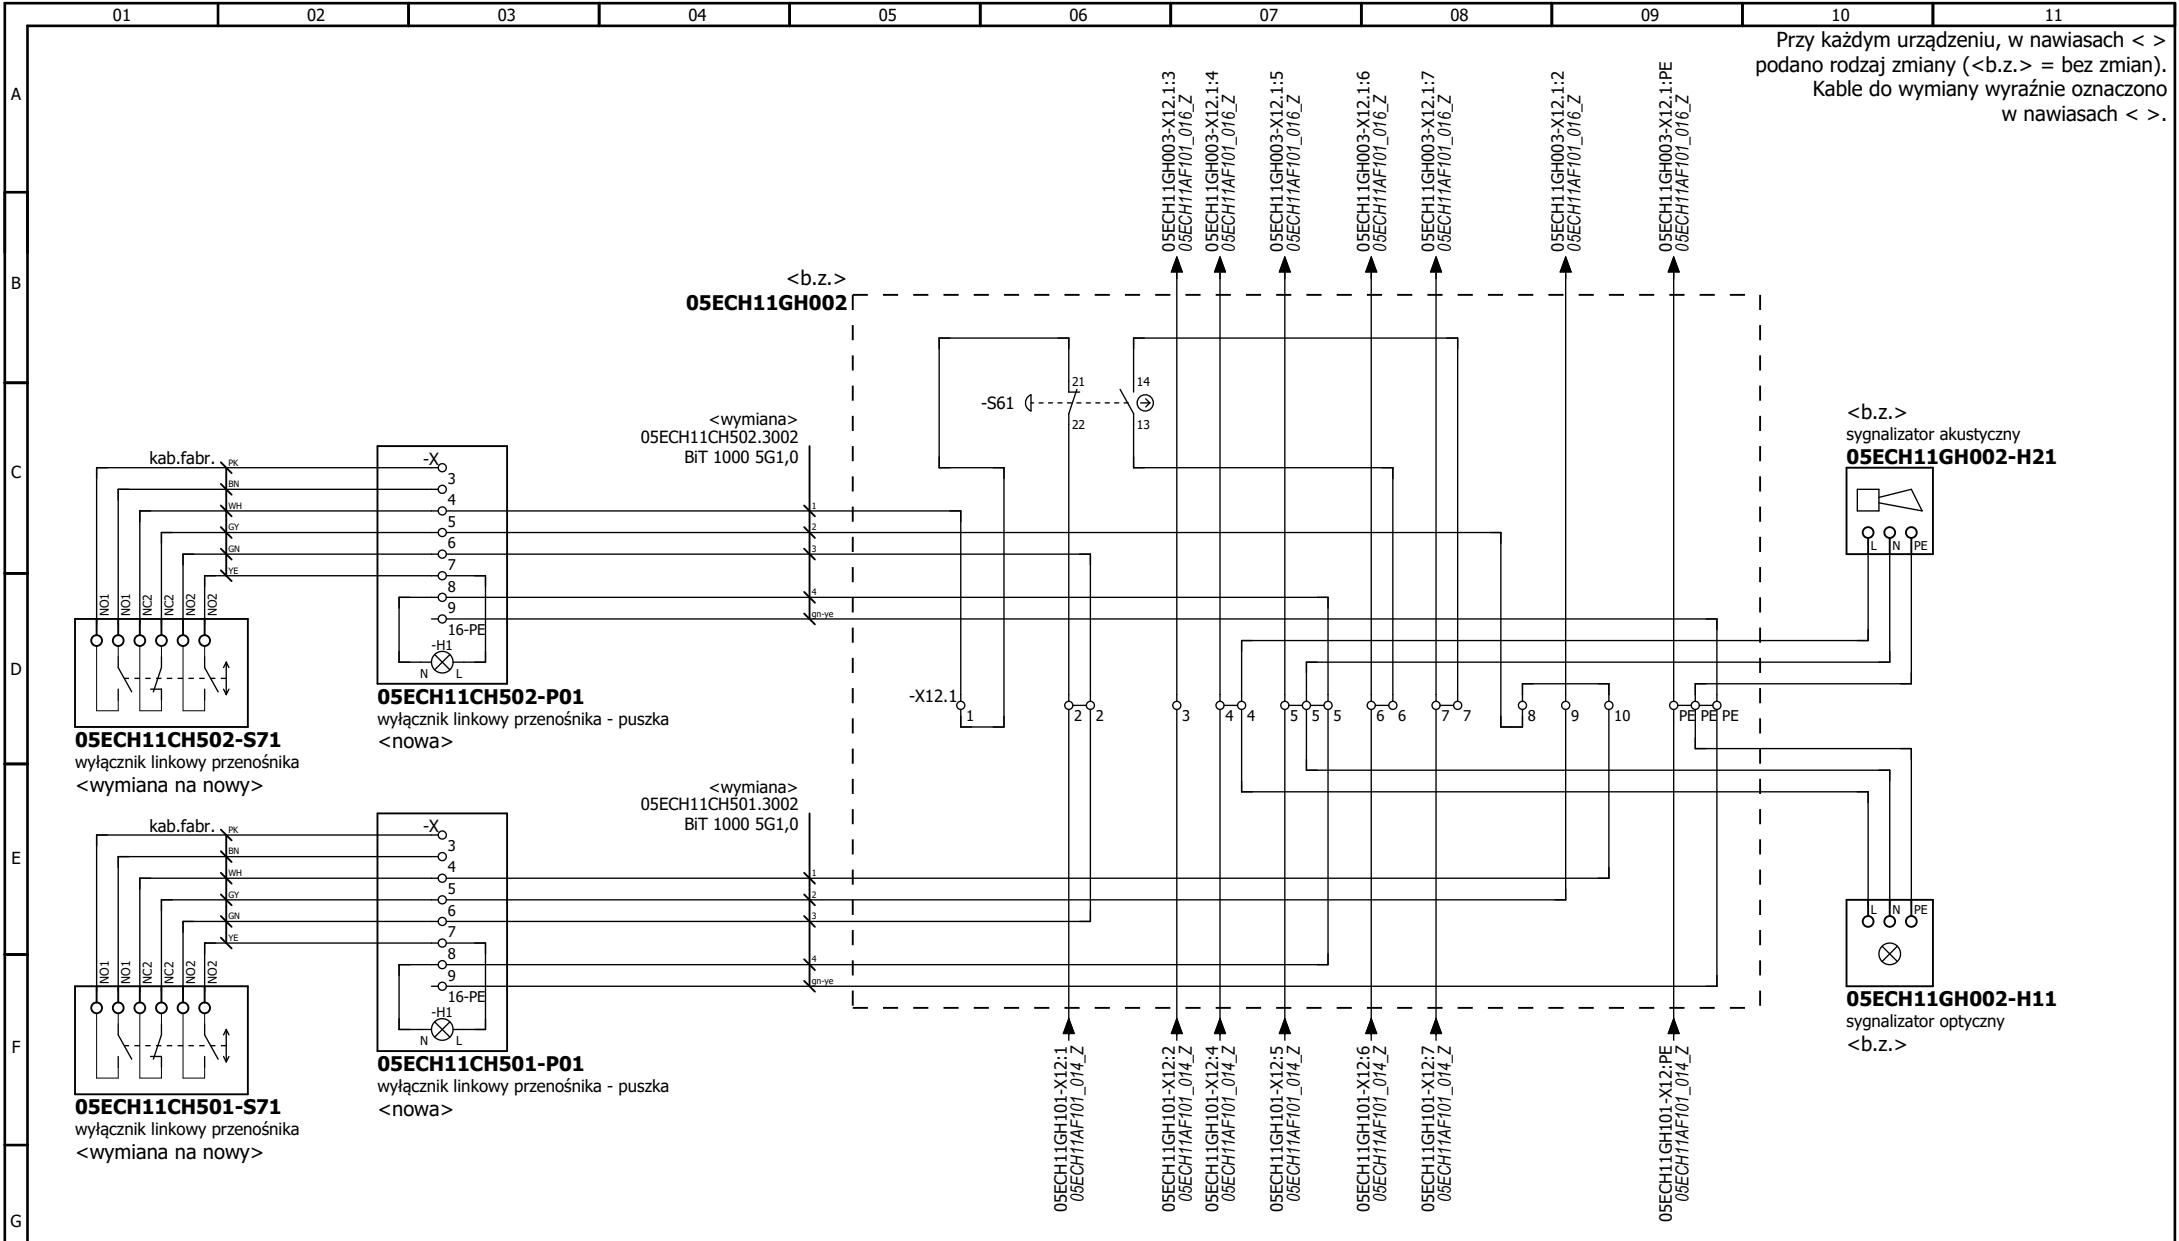 01 02 03 04 05 06 07 08 09 10 11
A
B
C
D
E
F
G
Przy każdym urządzeniu, w nawiasach < >
podano rodzaj zmiany (<b.z.> = bez zmian).
Kable do wymiany wyraźnie oznaczono
w nawiasach < >.
05ECH11GH003-X12.1:3
05ECH11AF101_016_Z
05ECH11GH003-X12.1:4
05ECH11AF101_016_Z
05ECH11GH003-X12.1:5
05ECH11AF101_016_Z
05ECH11GH003-X12.1:6
05ECH11AF101_016_Z
05ECH11GH003-X12.1:7
05ECH11AF101_016_Z
05ECH11GH003-X12.1:2
05ECH11AF101_016_Z
05ECH11GH003-X12.1:PE
05ECH11AF101_016_Z
<b.z.>
05ECH11GH002
21
14
-S61
22
13
<wymiana>
05ECH11CH502.3002
BiT 1000 5G1,0
1
2
3
4
gn-ye
kab.fabr.
PK
BN
WH
GY
GN
YE
-X
3
4
5
6
7
8
9
16-PE
-H1
N L
NO1 NO1 NC2 NC2 NO2 NO2
05ECH11CH502-P01
wyłącznik linkowy przenośnika - puszka
<nowa>
05ECH11CH502-S71
wyłącznik linkowy przenośnika
<wymiana na nowy>
<b.z.>
sygnalizator akustyczny
05ECH11GH002-H21
L N PE
-X12.1
1 2 2 3 4 4 5 5 5 6 6 7 7 8 9 10 PE PE PE
<wymiana>
05ECH11CH501.3002
BiT 1000 5G1,0
1
2
3
4
gn-ye
kab.fabr.
PK
BN
WH
GY
GN
YE
-X
3
4
5
6
7
8
9
16-PE
-H1
N L
NO1 NO1 NC2 NC2 NO2 NO2
05ECH11CH501-P01
wyłącznik linkowy przenośnika - puszka
<nowa>
05ECH11CH501-S71
wyłącznik linkowy przenośnika
<wymiana na nowy>
L N PE
05ECH11GH002-H11
sygnalizator optyczny
<b.z.>
05ECH11GH101-X12:1
05ECH11AF101_014_Z
05ECH11GH101-X12:2
05ECH11AF101_014_Z
05ECH11GH101-X12:4
05ECH11AF101_014_Z
05ECH11GH101-X12:5
05ECH11AF101_014_Z
05ECH11GH101-X12:6
05ECH11AF101_014_Z
05ECH11GH101-X12:7
05ECH11AF101_014_Z
05ECH11GH101-X12:PE
05ECH11AF101_014_Z